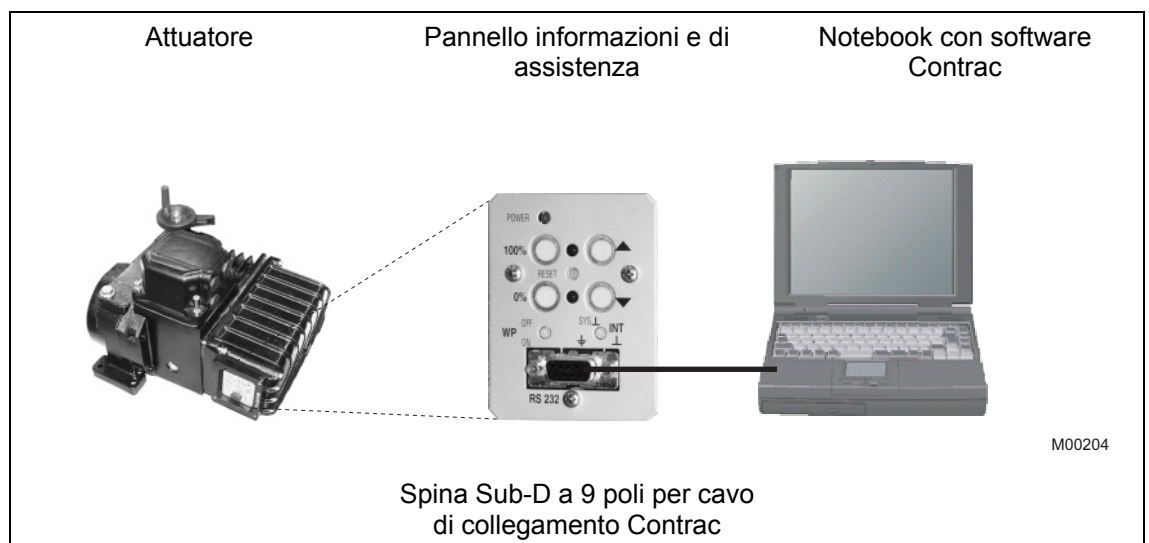 Attuatore
Pannello informazioni e di
assistenza
Notebook con software
Contrac
POWER
100%
RESET
0%
OFF
WP
ON
SYS
INT
RS 232
M00204
Spina Sub-D a 9 poli per cavo
di collegamento Contrac